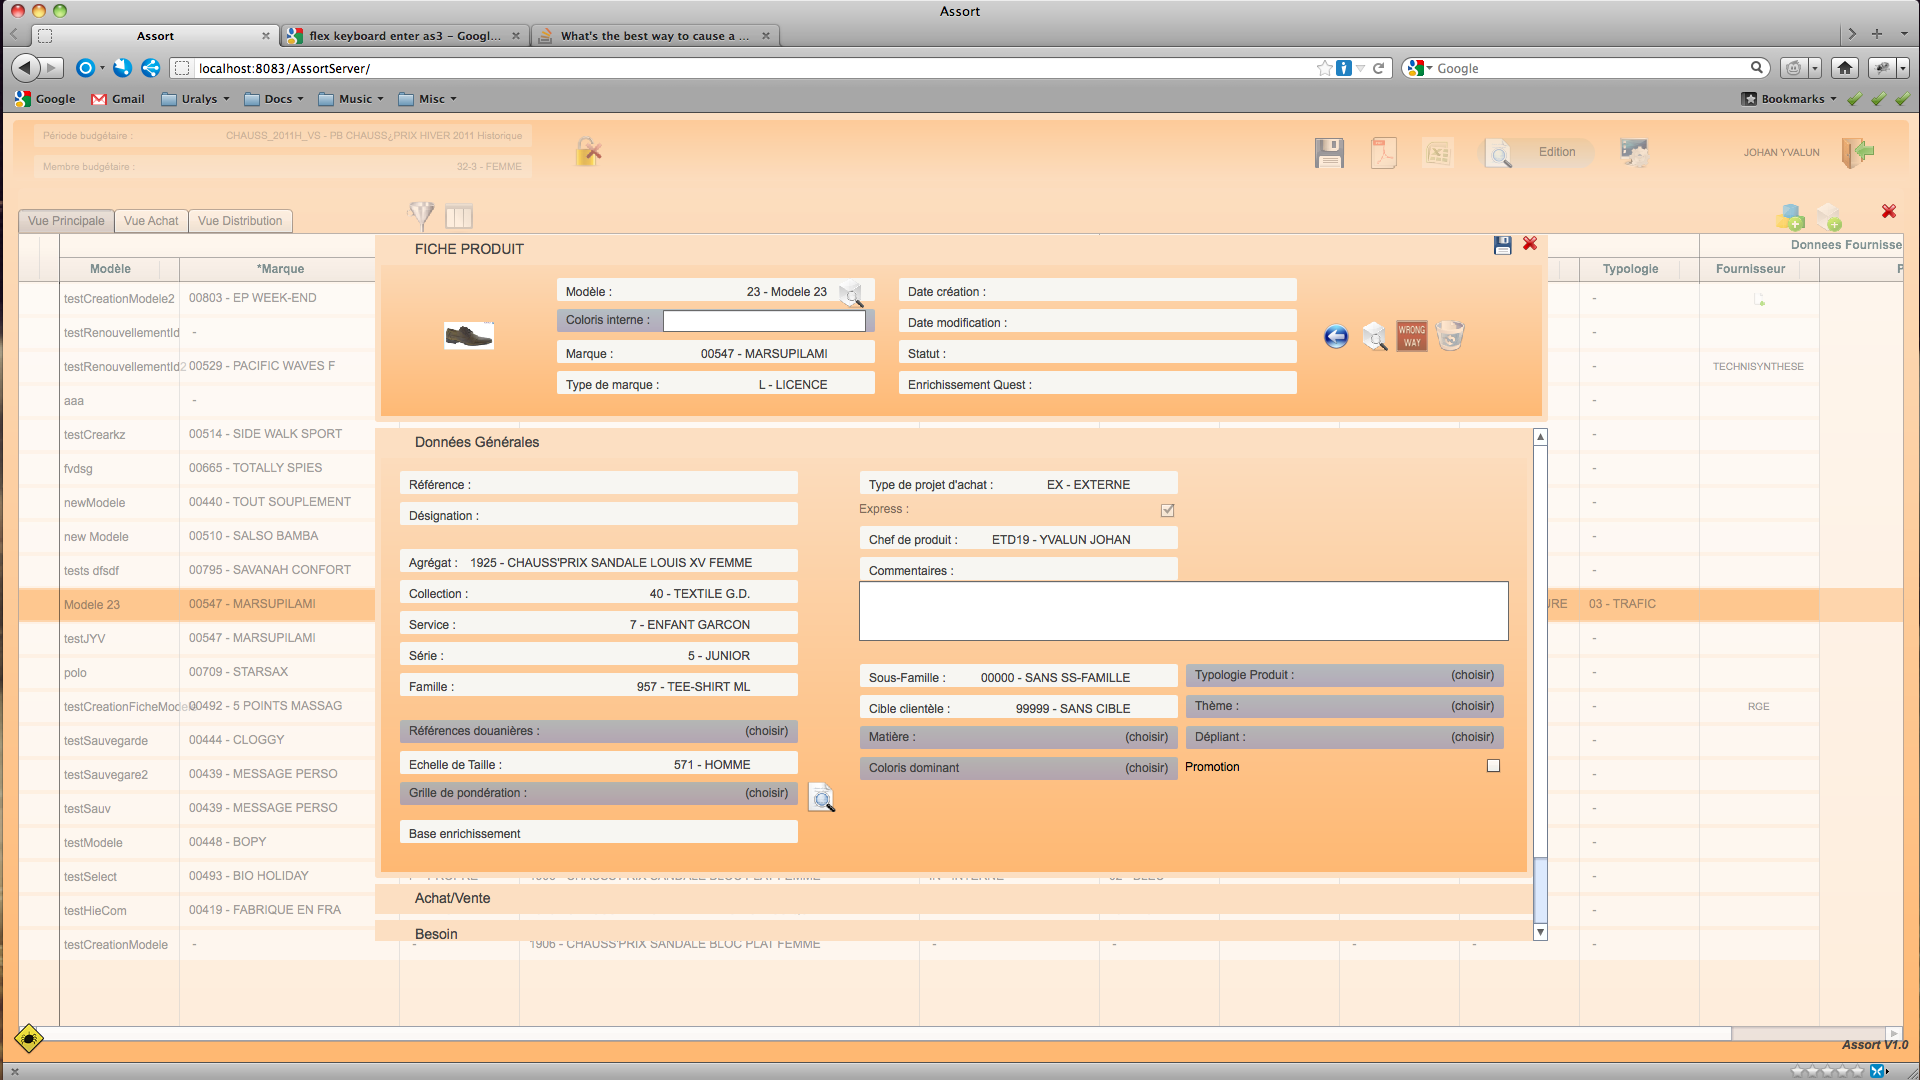 Assort
Assort
flex keyboard enter as3 - Googl...
What's the best way to cause a ...
localhost:8083/AssortServer/
Google
Google
Gmail
Uralys
Docs
Music
Misc
Bookmarks
Période budgétaire :
CHAUSS_2011H_VS - PB CHAUSS¿PRIX HIVER 2011 Historique
Membre budgétaire :
32-3 - FEMME
Edition
JOHAN YVALUN
Vue Principale
Vue Achat
Vue Distribution
Donnees Fournisse
Modèle
*Marque
Typologie
Fournisseur
P
FICHE PRODUIT
Modèle :
23 - Modele 23
Coloris interne :
Marque :
00547 - MARSUPILAMI
Type de marque :
L - LICENCE
Date création :
Date modification :
Statut :
Enrichissement Quest :
WRONG
WAY
Données Générales
Référence :
Désignation :
Agrégat :
1925 - CHAUSS'PRIX SANDALE LOUIS XV FEMME
Collection :
40 - TEXTILE G.D.
Service :
7 - ENFANT GARCON
Série :
5 - JUNIOR
Famille :
957 - TEE-SHIRT ML
Références douanières :
(choisir)
Echelle de Taille :
571 - HOMME
Grille de pondération :
(choisir)
Base enrichissement
Type de projet d'achat :
EX - EXTERNE
Express :
Chef de produit :
ETD19 - YVALUN JOHAN
Commentaires :
Sous-Famille :
00000 - SANS SS-FAMILLE
Cible clientèle :
99999 - SANS CIBLE
Matière :
(choisir)
Coloris dominant
(choisir)
Typologie Produit :
(choisir)
Thème :
(choisir)
Dépliant :
(choisir)
Promotion
Achat/Vente
Besoin
testCreationModele2
00803 - EP WEEK-END
-
testRenouvellementId
-
-
testRenouvellementId2
00529 - PACIFIC WAVES F
-
TECHNISYNTHESE
aaa
-
-
testCrearkz
00514 - SIDE WALK SPORT
-
fvdsg
00665 - TOTALLY SPIES
-
newModele
00440 - TOUT SOUPLEMENT
-
new Modele
00510 - SALSO BAMBA
-
tests dfsdf
00795 - SAVANAH CONFORT
-
Modele 23
00547 - MARSUPILAMI
URE
03 - TRAFIC
testJYV
00547 - MARSUPILAMI
-
polo
00709 - STARSAX
-
testCreationFicheMode
00492 - 5 POINTS MASSAG
-
RGE
testSauvegarde
00444 - CLOGGY
-
testSauvegare2
00439 - MESSAGE PERSO
-
testSauv
00439 - MESSAGE PERSO
-
testModele
00448 - BOPY
-
testSelect
00493 - BIO HOLIDAY
-
testHieCom
00419 - FABRIQUE EN FRA
-
testCreationModele
-
-
1906 - CHAUSS'PRIX SANDALE BLOC PLAT FEMME
-
-
-
-
-
Assort V1.0